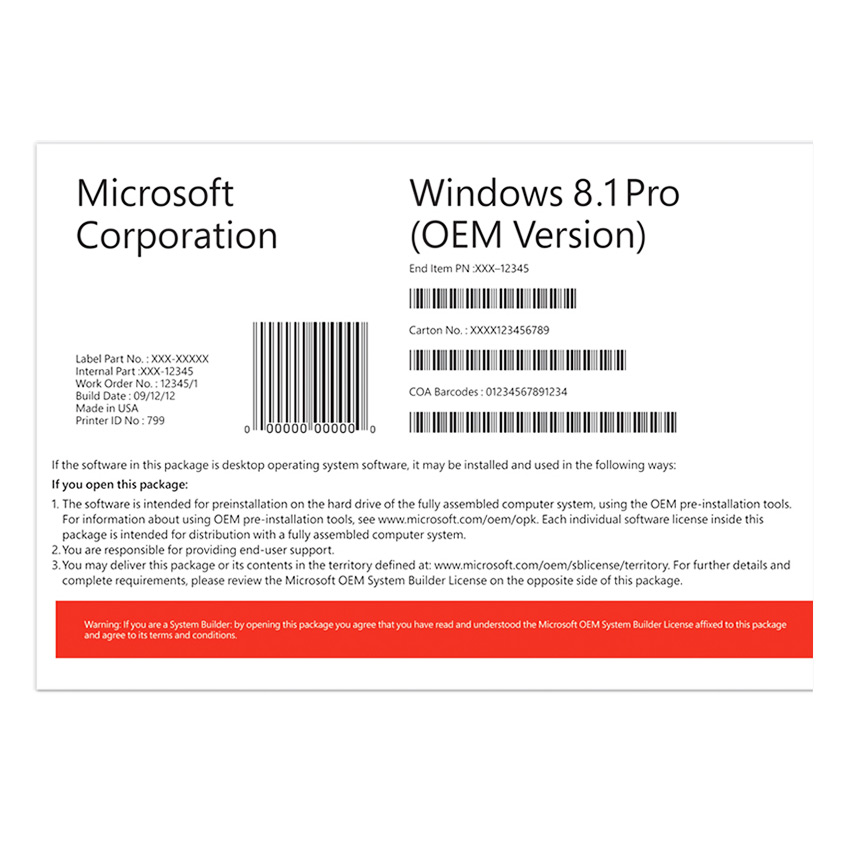 Microsoft
Corporation
Windows 8.1 Pro
(OEM Version)
End Item PN :XXX–12345
Carton No. : XXXX123456789
COA Barcodes : 01234567891234
Label Part No. : XXX-XXXXX
Internal Part :XXX-12345
Work Order No. : 12345/1
Build Date : 09/12/12
Made in USA
Printer ID No : 799
0 00000 00000 0
If the software in this package is desktop operating system software, it may be installed and used in the following ways:
If you open this package:
1. The software is intended for preinstallation on the hard drive of the fully assembled computer system, using the OEM pre-installation tools.
For information about using OEM pre-installation tools, see www.microsoft.com/oem/opk. Each individual software license inside this
package is intended for distribution with a fully assembled computer system.
2. You are responsible for providing end-user support.
3. You may deliver this package or its contents in the territory defined at: www.microsoft.com/oem/sblicense/territory. For further details and
complete requirements, please review the Microsoft OEM System Builder License on the opposite side of this package.
Warning: If you are a System Builder: by opening this package you agree that you have read and understood the Microsoft OEM System Builder License affixed to this package
and agree to its terms and conditions.